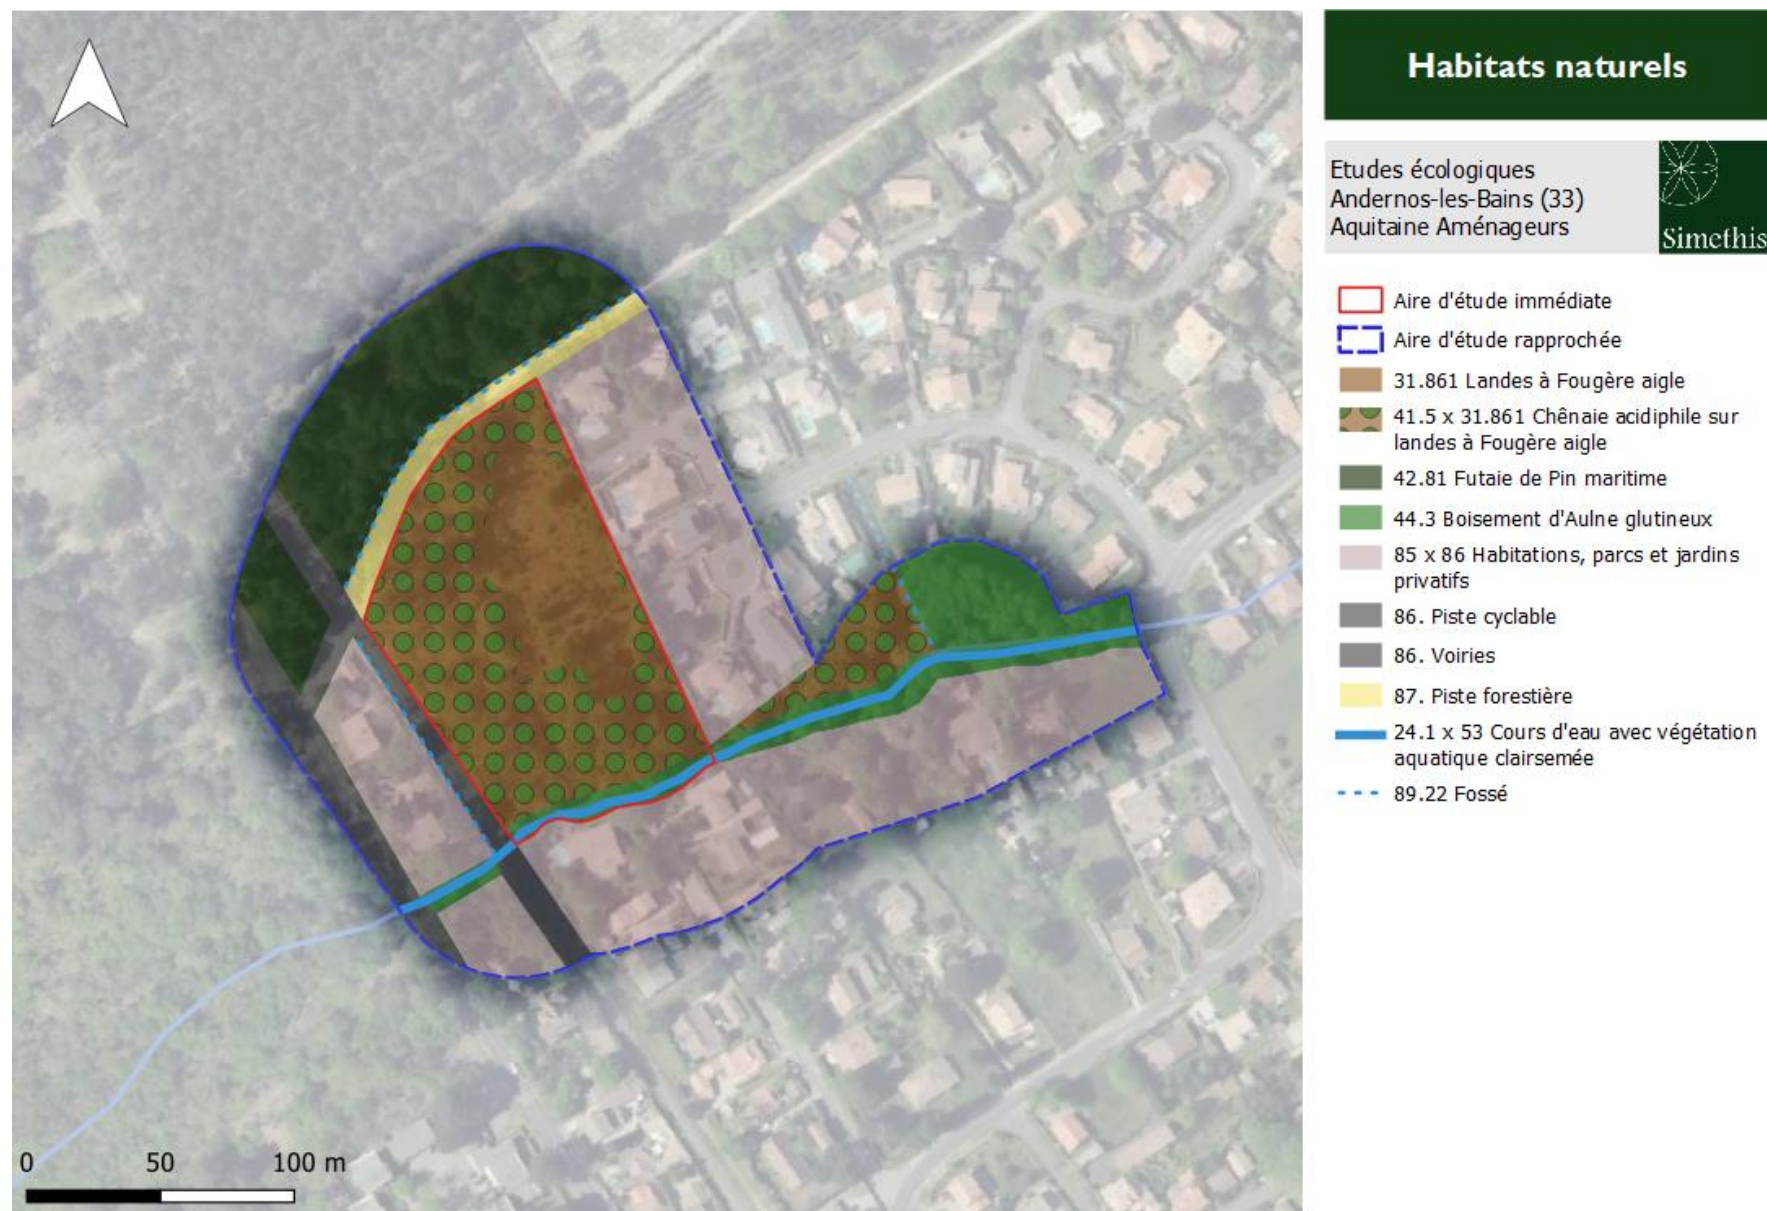 Habitats naturels
Etudes écologiques
Andernos-les-Bains (33)
Aquitaine Aménageurs
Simethis
Aire d'étude immédiate
Aire d'étude rapprochée
31.861 Landes à Fougère aigle
41.5 x 31.861 Chênaie acidiphile sur
landes à Fougère aigle
42.81 Futaie de Pin maritime
44.3 Boisement d'Aulne glutineux
85 x 86 Habitations, parcs et jardins
privatifs
86. Piste cyclable
86. Voiries
87. Piste forestière
24.1 x 53 Cours d'eau avec végétation
aquatique clairsemée
89.22 Fossé
0 50 100 m